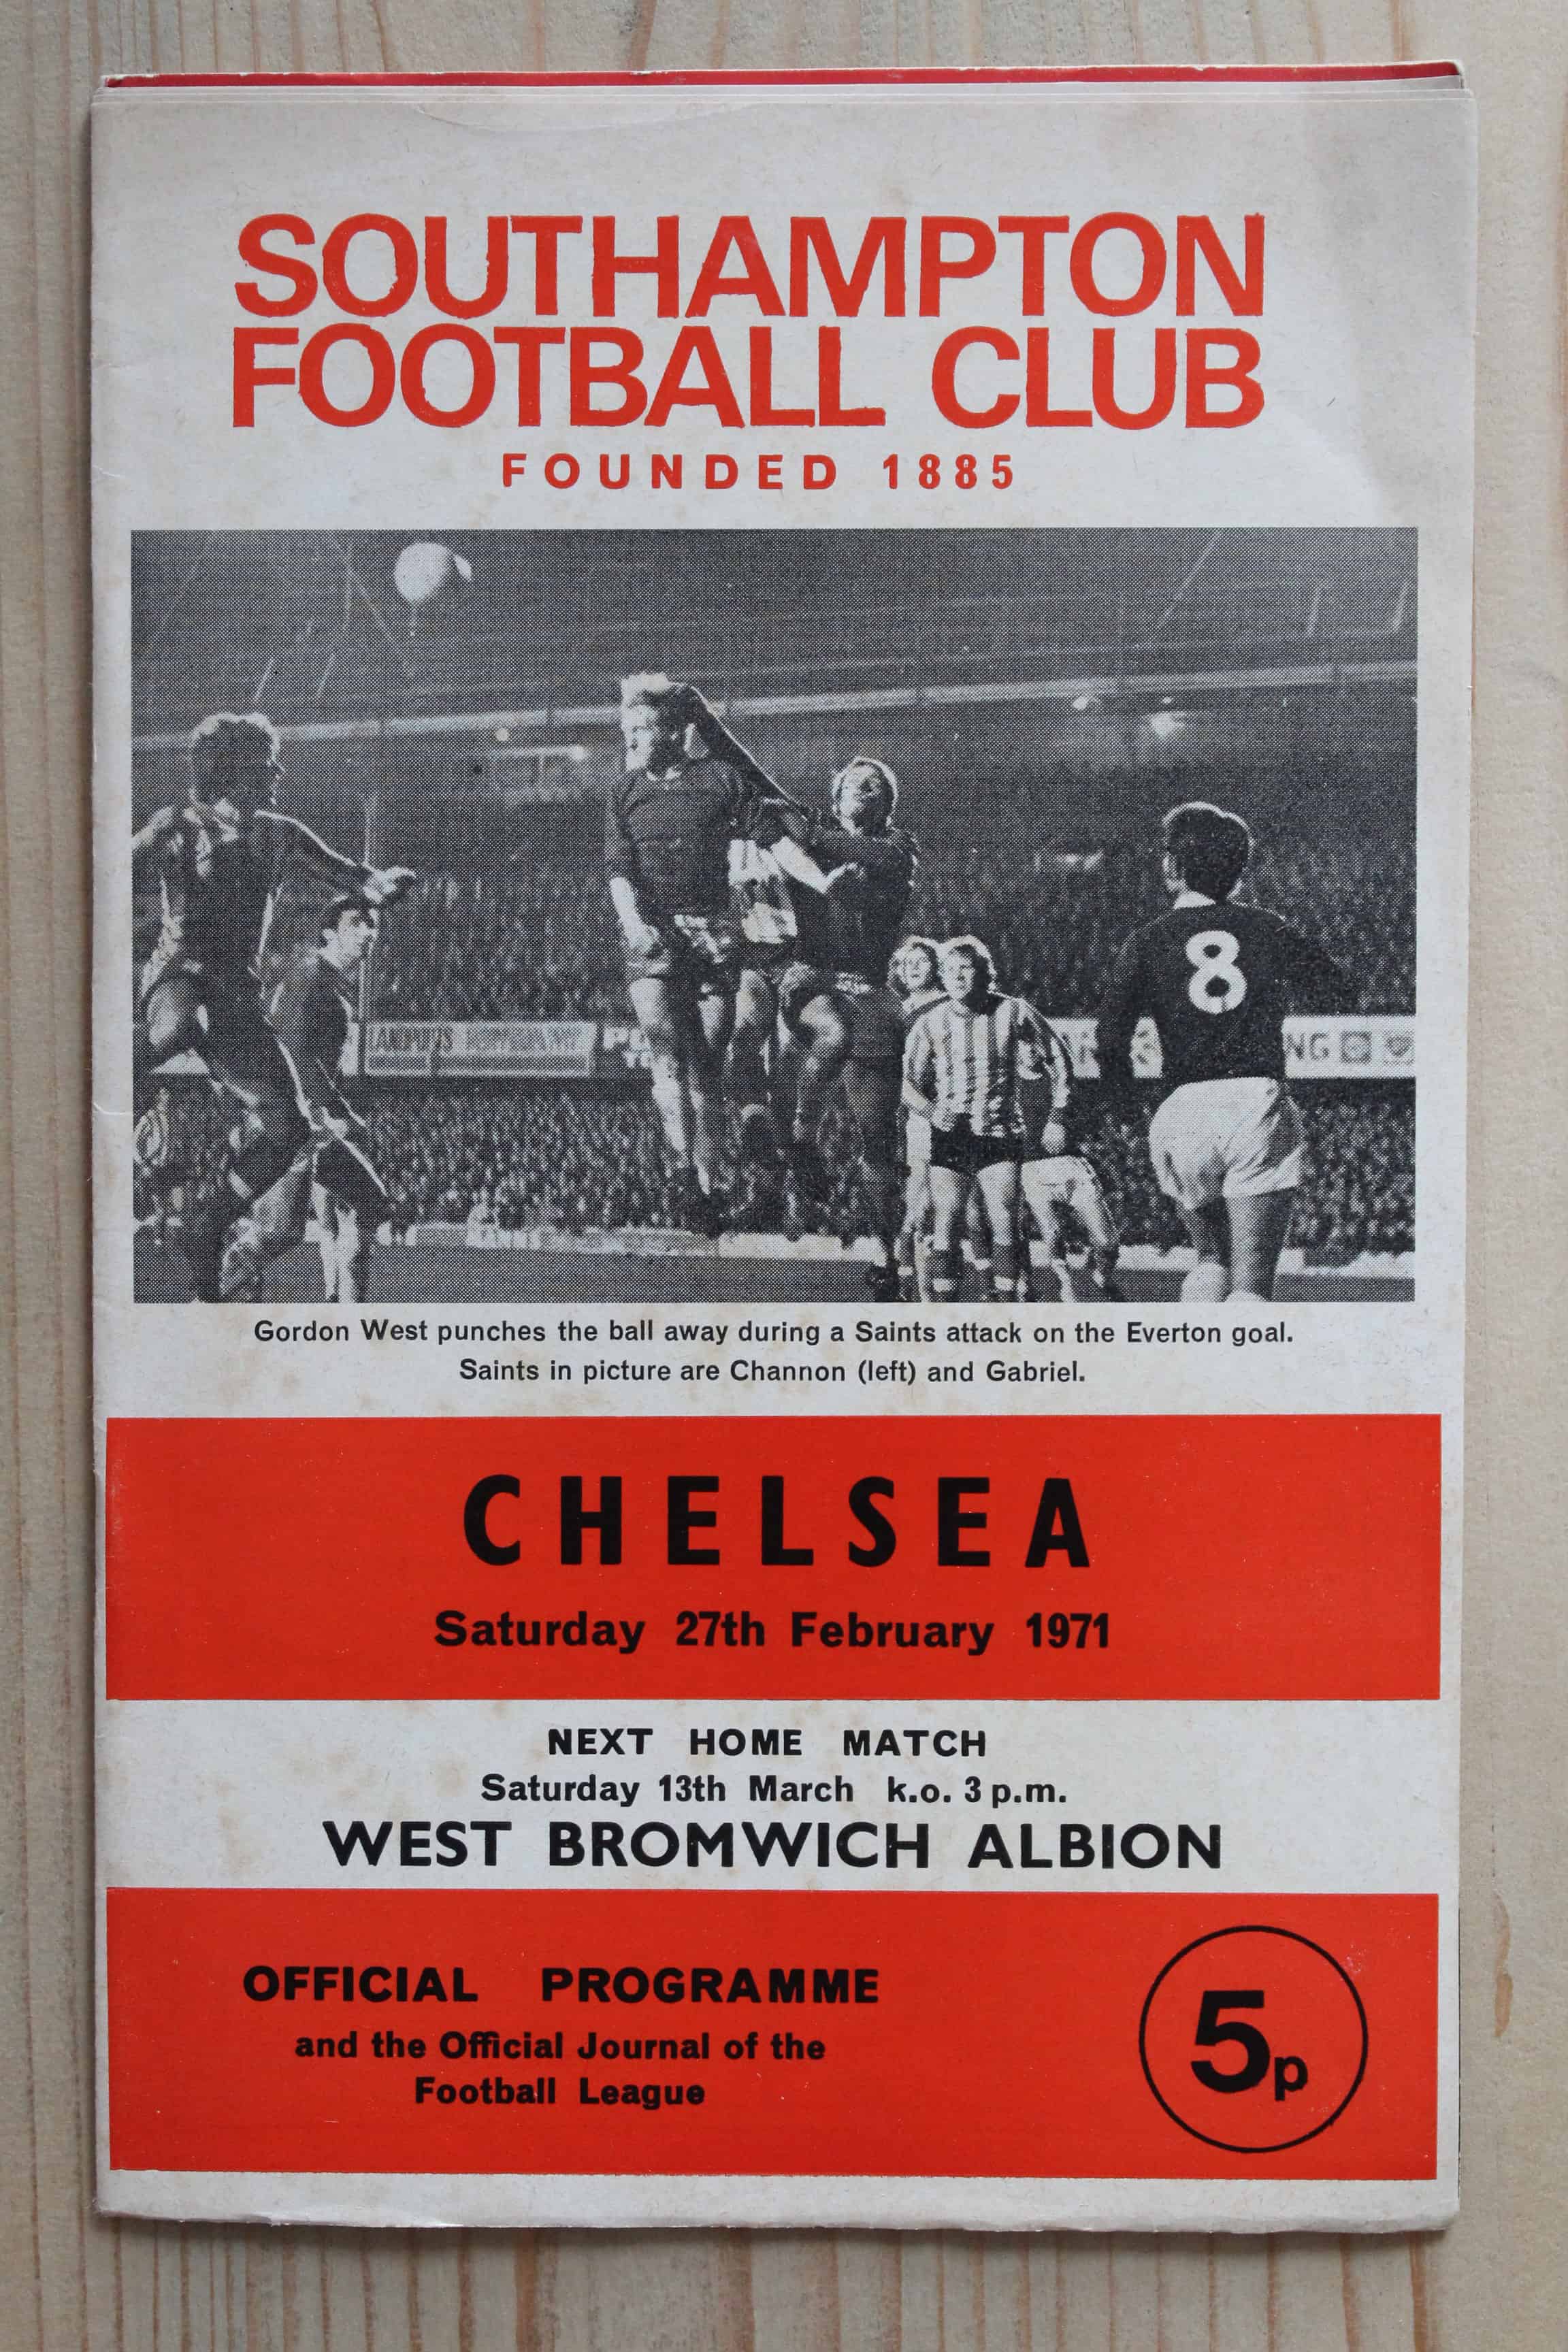 SOUTHAMPTON
FOOTBALL CLUB
FOUNDED 1885
8
NG
Gordon West punches the ball away during a Saints attack on the Everton goal.
Saints in picture are Channon (left) and Gabriel.
CHELSEA
Saturday 27th February 1971
NEXT HOME MATCH
Saturday 13th March k.o. 3 p.m.
WEST BROMWICH ALBION
OFFICIAL PROGRAMME
and the Official Journal of the
Football League
5p